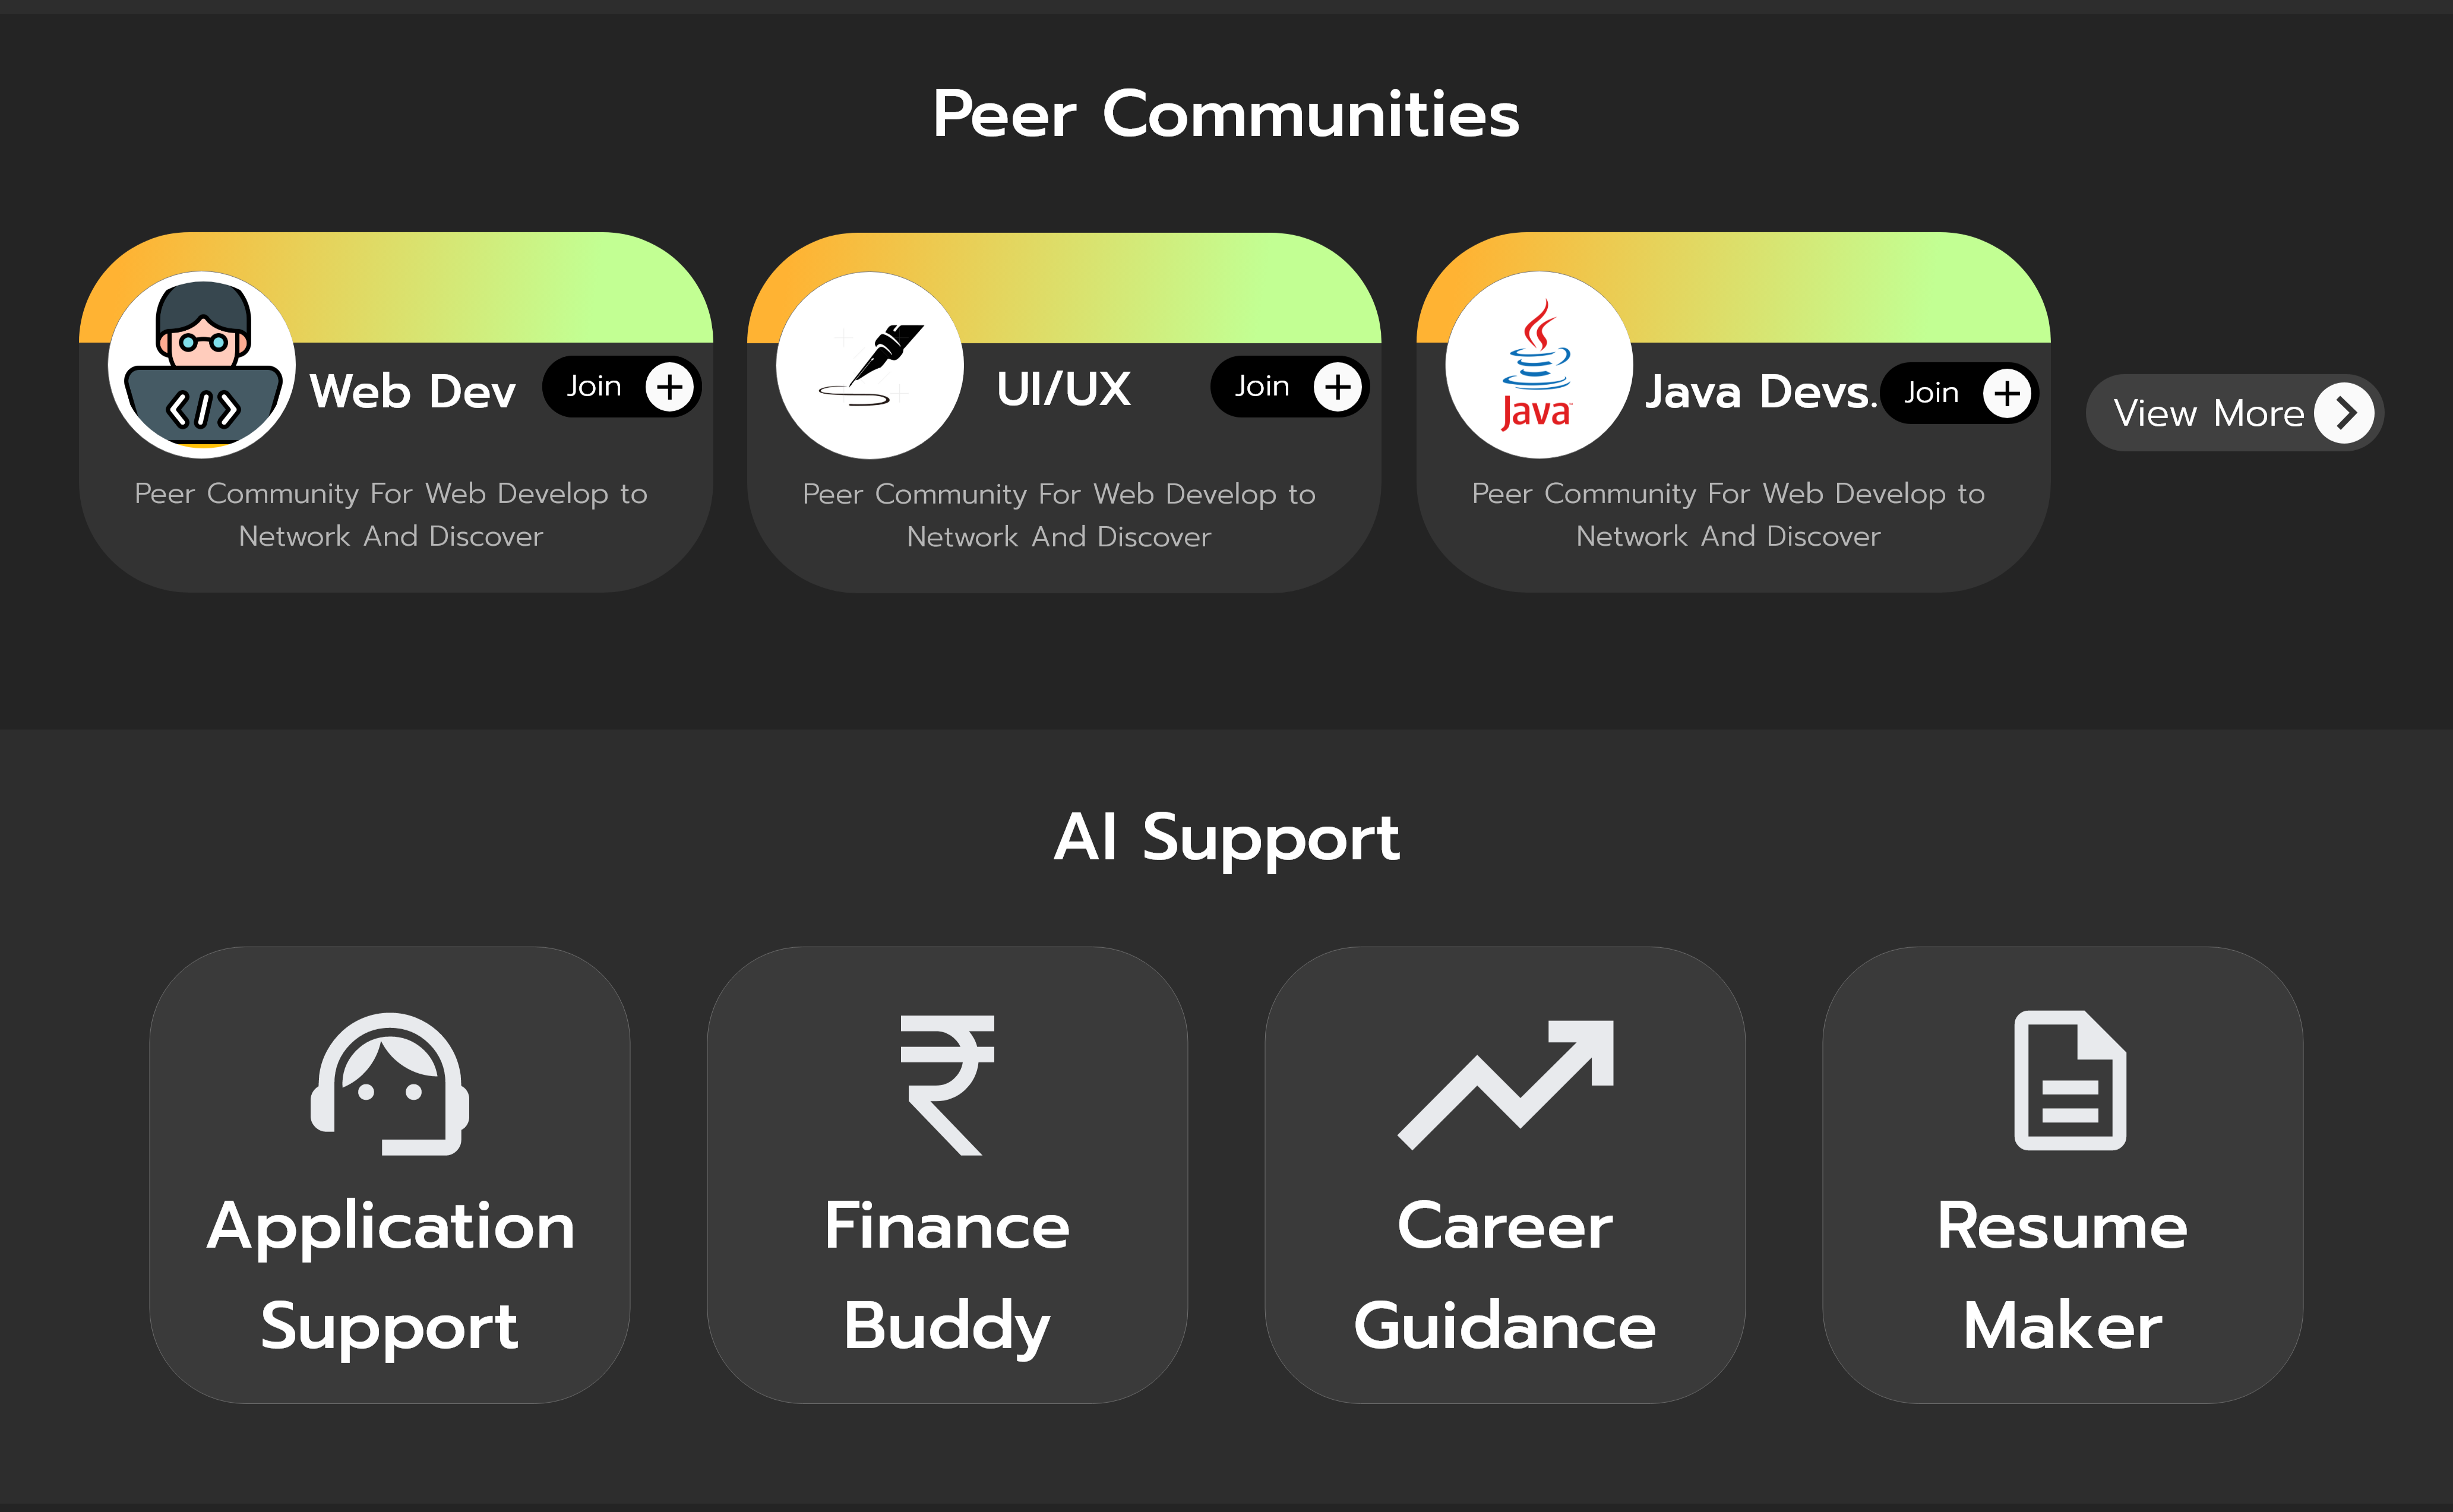 Peer Communities
Web Dev
Join
Peer Community For Web Develop to
Network And Discover
UI/UX
Join
Peer Community For Web Develop to
Network And Discover
Java
Java Devs.
Join
Peer Community For Web Develop to
Network And Discover
View More
AI Support
Application
Support
Finance
Buddy
Career
Guidance
Resume
Maker